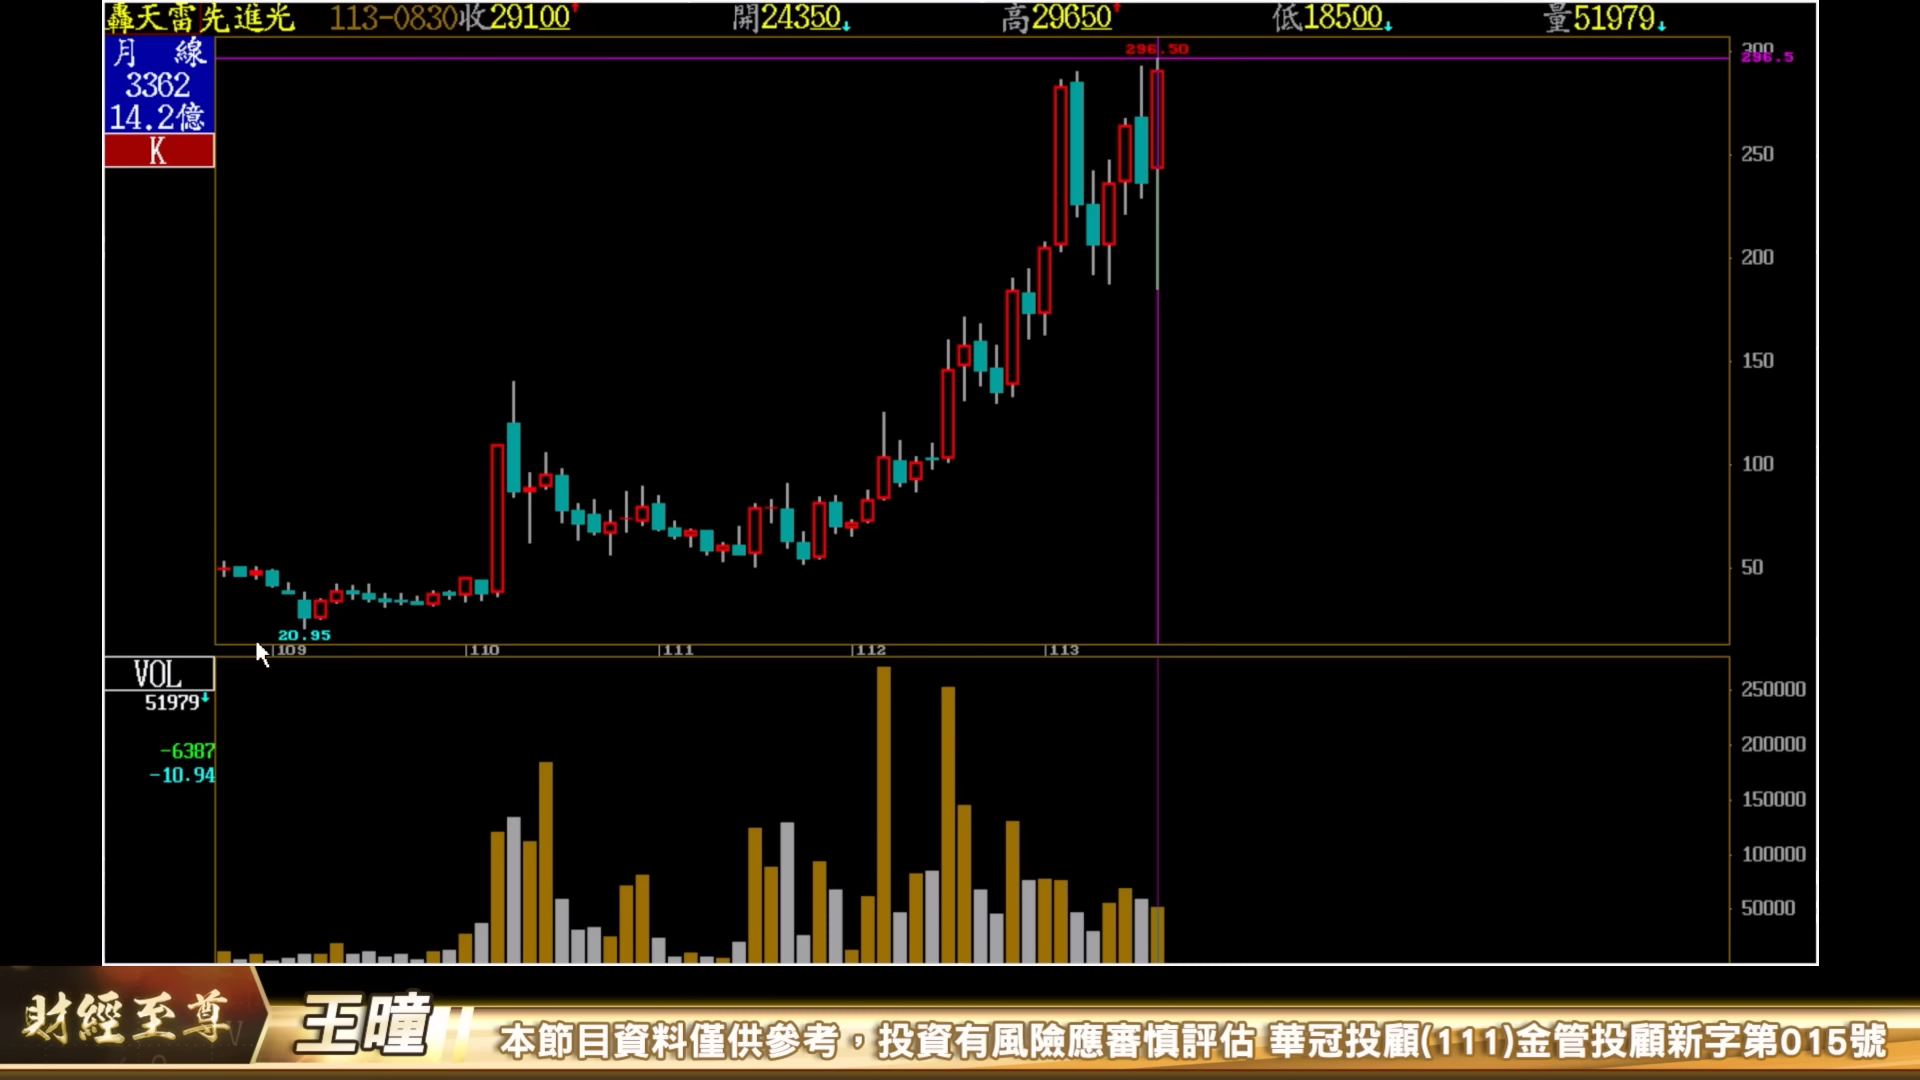 轟天雷先進光 113-0830收29100 開24350 高29650 低18500 量51979
月 線
3362
14.2億
K
296.50
300
296.5
250
200
150
100
50
20.95
109 110 111 112 113
VOL
51979
-6387
-10.94
250000
200000
150000
100000
50000
財經至尊 王曈 本節目資料僅供參考，投資有風險應審慎評估 華冠投顧(111)金管投顧新字第015號